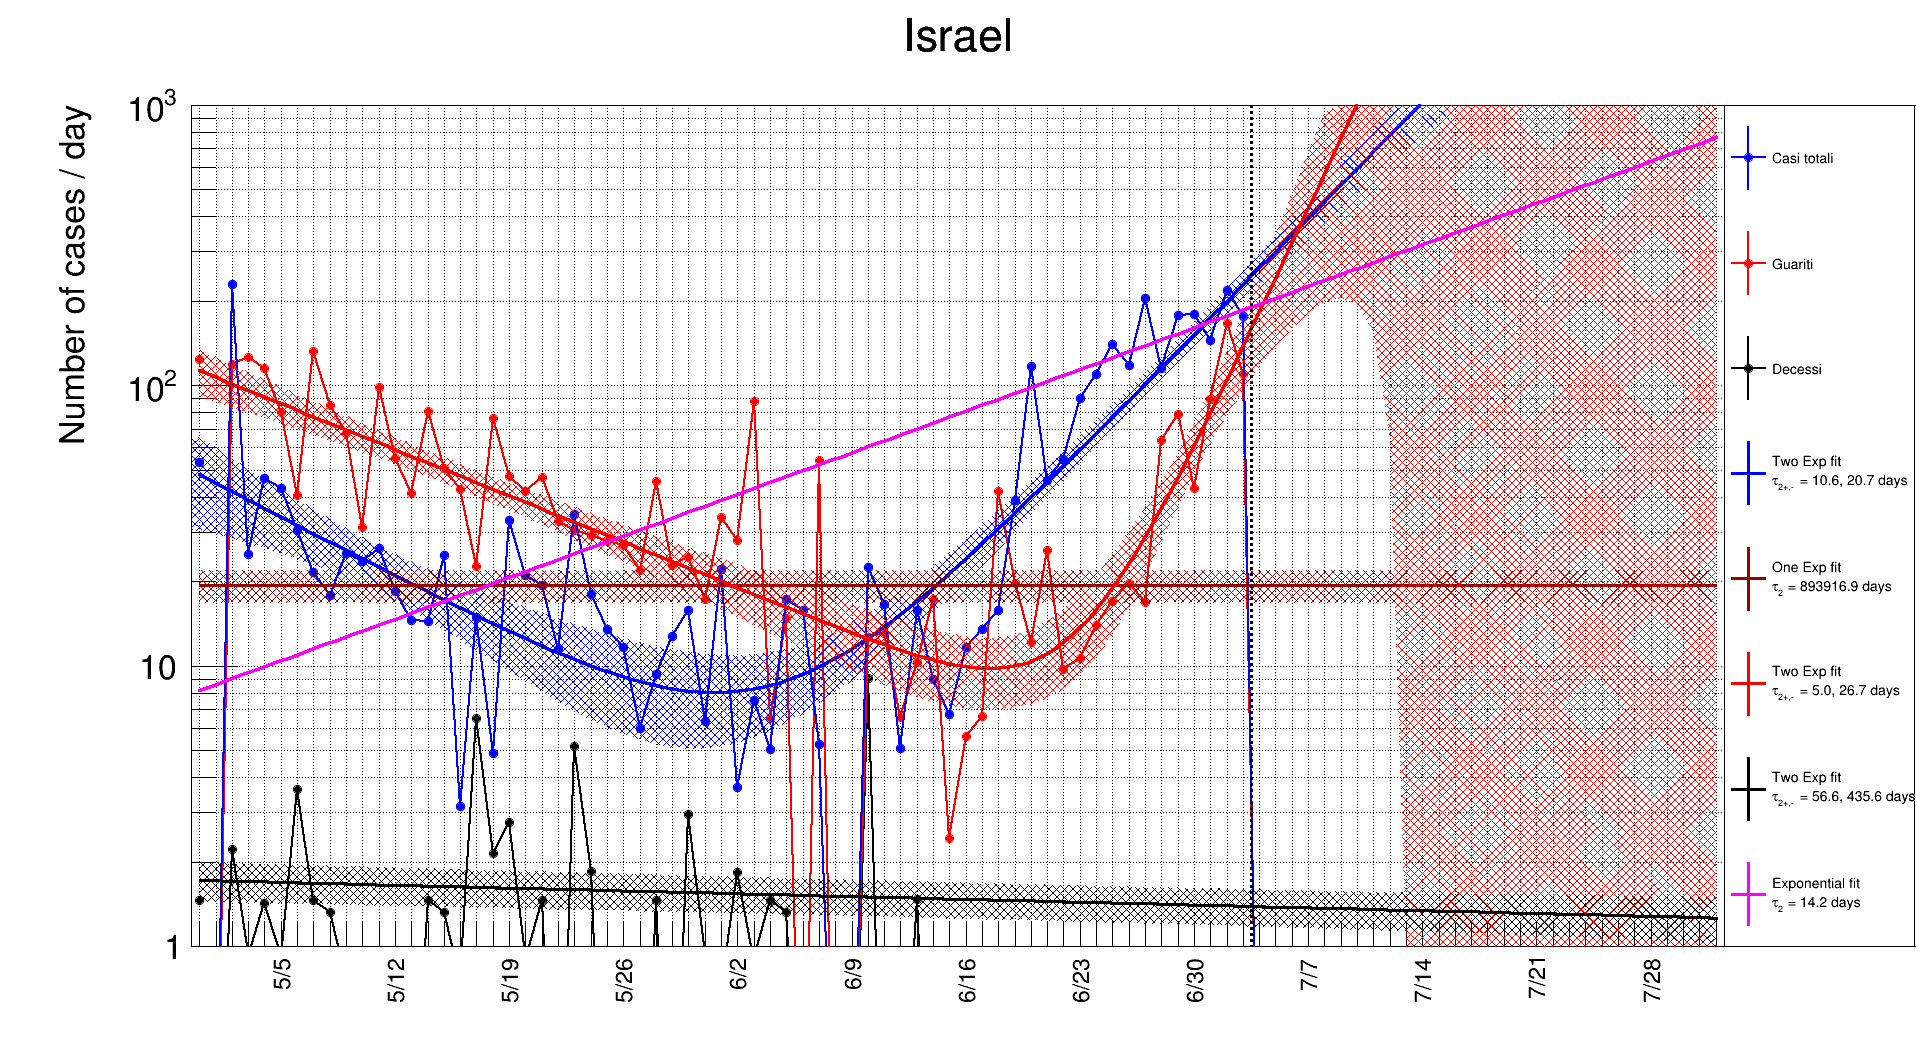 Israel
Number of cases / day
10³
10²
10
1
5/5
5/12
5/19
5/26
6/2
6/9
6/16
6/23
6/30
7/7
7/14
7/21
7/28
Casi totali
Guariti
Decessi
Two Exp fit
τ₂₊,₋ = 10.6, 20.7 days
One Exp fit
τ₂ = 893916.9 days
Two Exp fit
τ₂₊,₋ = 5.0, 26.7 days
Two Exp fit
τ₂₊,₋ = 56.6, 435.6 days
Exponential fit
τ₂ = 14.2 days